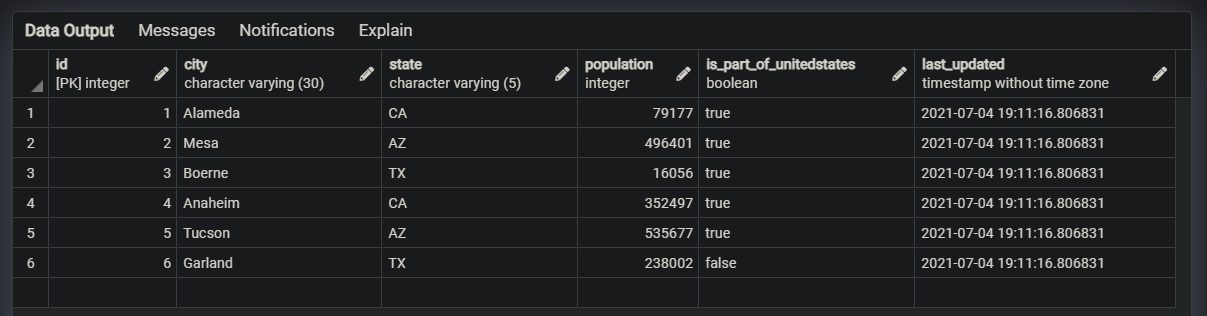 Data Output Messages Notifications Explain
id city state population is_part_of_unitedstates last_updated
[PK] integer character varying (30) character varying (5) integer boolean timestamp without time zone
1 1 Alameda CA 79177 true 2021-07-04 19:11:16.806831
2 2 Mesa AZ 496401 true 2021-07-04 19:11:16.806831
3 3 Boerne TX 16056 true 2021-07-04 19:11:16.806831
4 4 Anaheim CA 352497 true 2021-07-04 19:11:16.806831
5 5 Tucson AZ 535677 true 2021-07-04 19:11:16.806831
6 6 Garland TX 238002 false 2021-07-04 19:11:16.806831